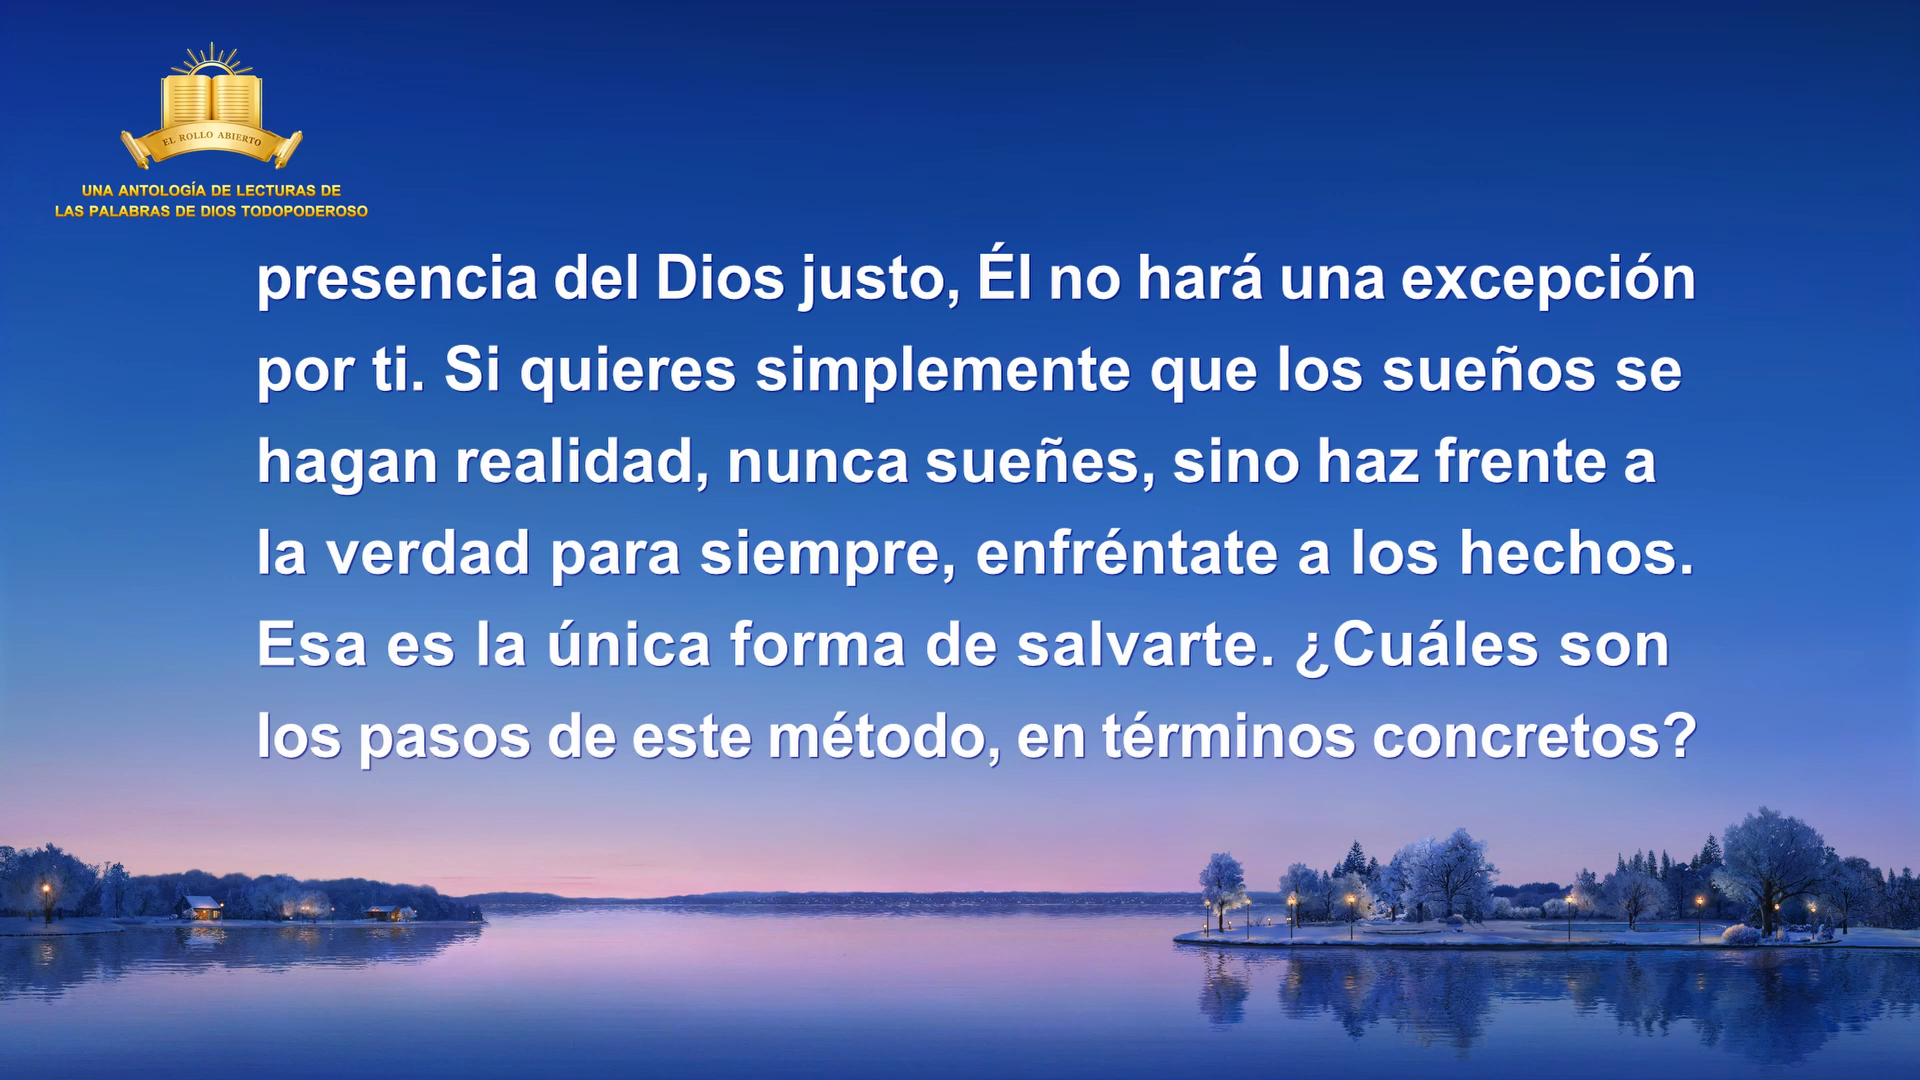 EL ROLLO ABIERTO
UNA ANTOLOGÍA DE LECTURAS DE
LAS PALABRAS DE DIOS TODOPODEROSO
presencia del Dios justo, Él no hará una excepción
por ti. Si quieres simplemente que los sueños se
hagan realidad, nunca sueñes, sino haz frente a
la verdad para siempre, enfréntate a los hechos.
Esa es la única forma de salvarte. ¿Cuáles son
los pasos de este método, en términos concretos?